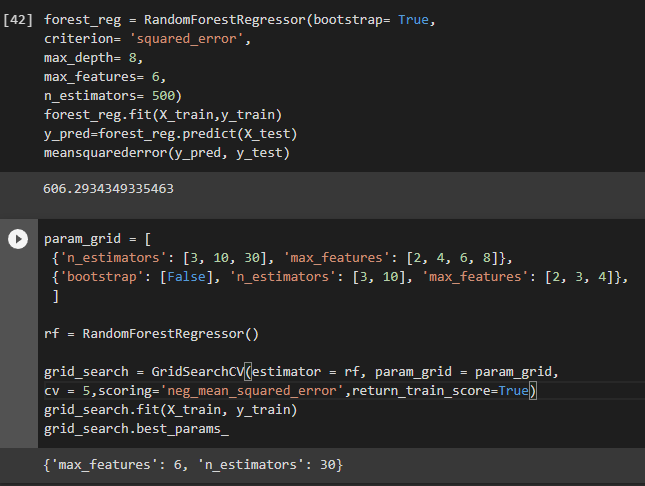 [42] forest_reg = RandomForestRegressor(bootstrap= True,
criterion= 'squared_error',
max_depth= 8,
max_features= 6,
n_estimators= 500)
forest_reg.fit(X_train,y_train)
y_pred=forest_reg.predict(X_test)
meansquarederror(y_pred, y_test)
606.2934349335463
param_grid = [
{'n_estimators': [3, 10, 30], 'max_features': [2, 4, 6, 8]},
{'bootstrap': [False], 'n_estimators': [3, 10], 'max_features': [2, 3, 4]},
]
rf = RandomForestRegressor()
grid_search = GridSearchCV(estimator = rf, param_grid = param_grid,
cv = 5,scoring='neg_mean_squared_error',return_train_score=True)
grid_search.fit(X_train, y_train)
grid_search.best_params_
{'max_features': 6, 'n_estimators': 30}